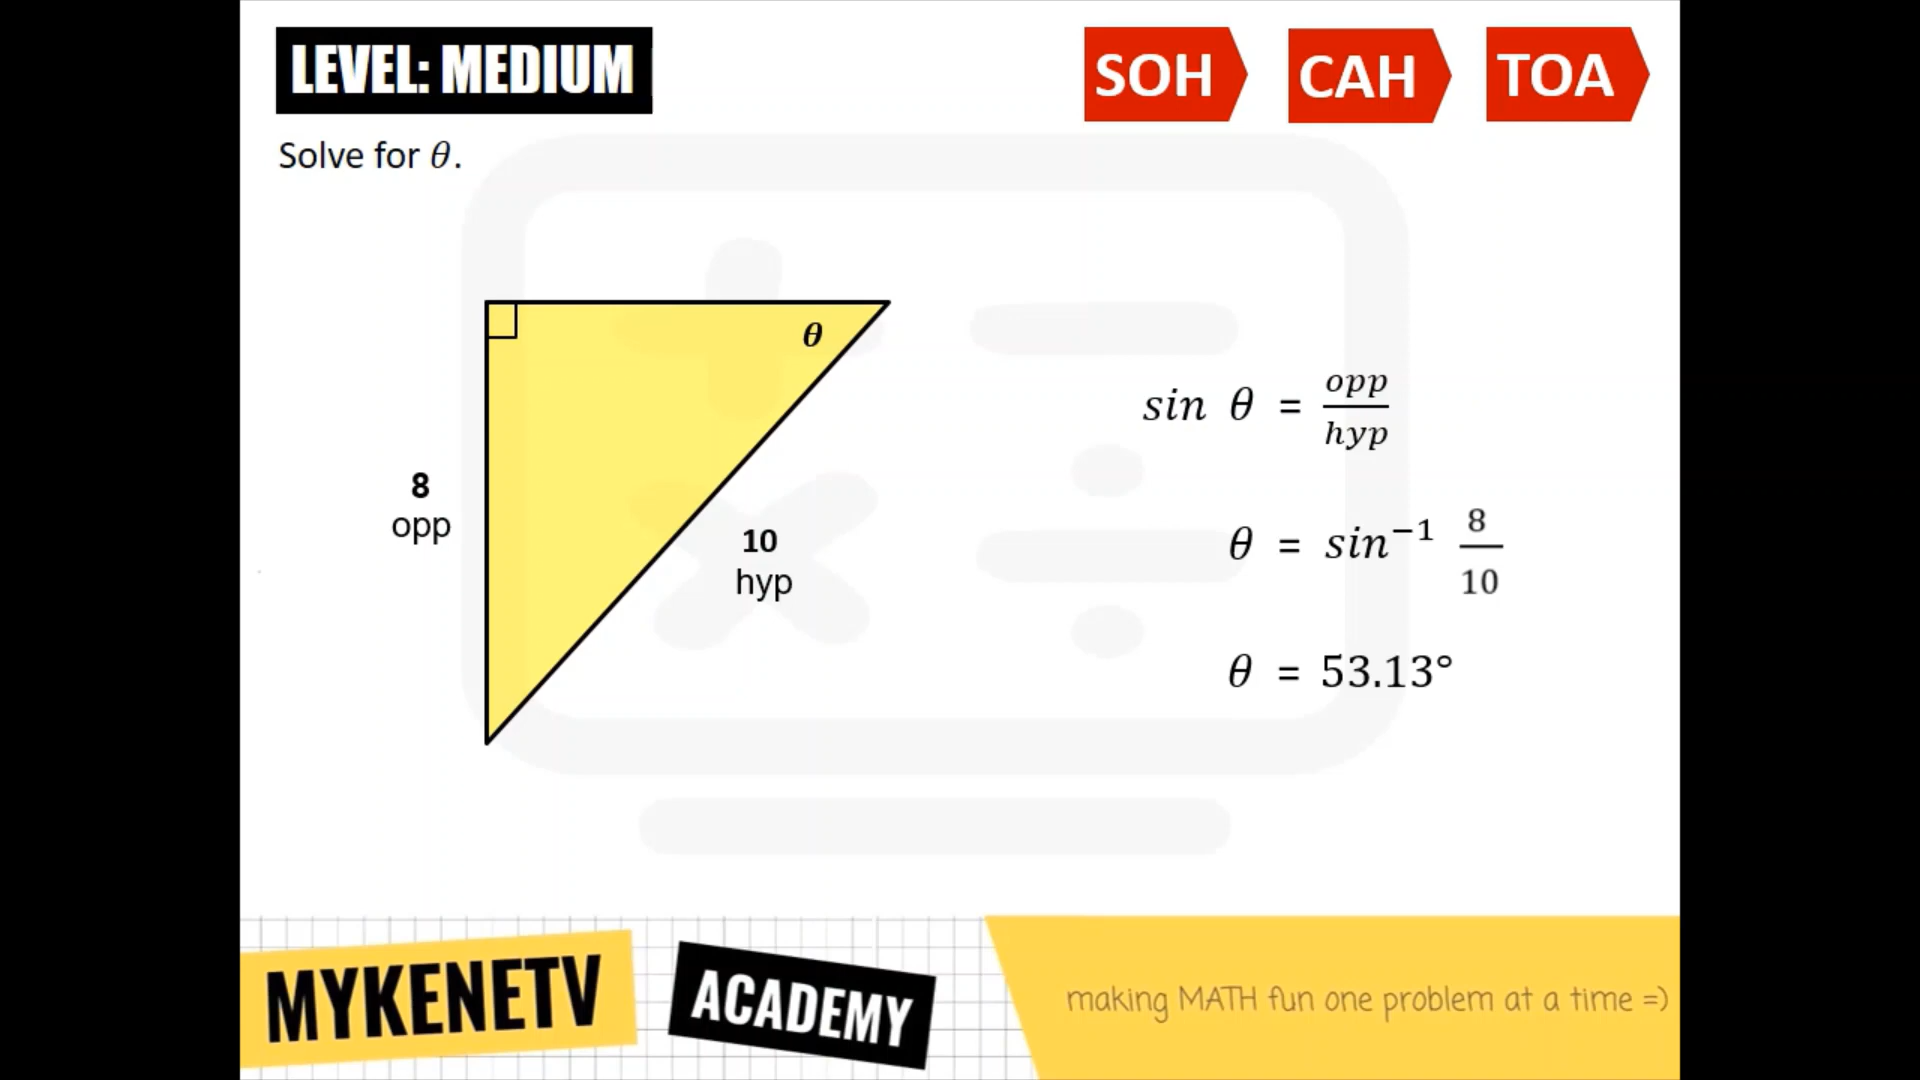 LEVEL: MEDIUM
SOH CAH TOA
Solve for θ.
θ
8
opp
10
hyp
sin θ = opp/hyp
θ = sin⁻¹ 8/10
θ = 53.13°
MYKENETV ACADEMY
making MATH fun one problem at a time =)